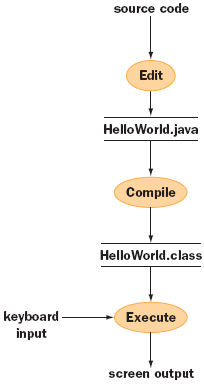 source code
Edit
HelloWorld.java
Compile
HelloWorld.class
keyboard
input
Execute
screen output